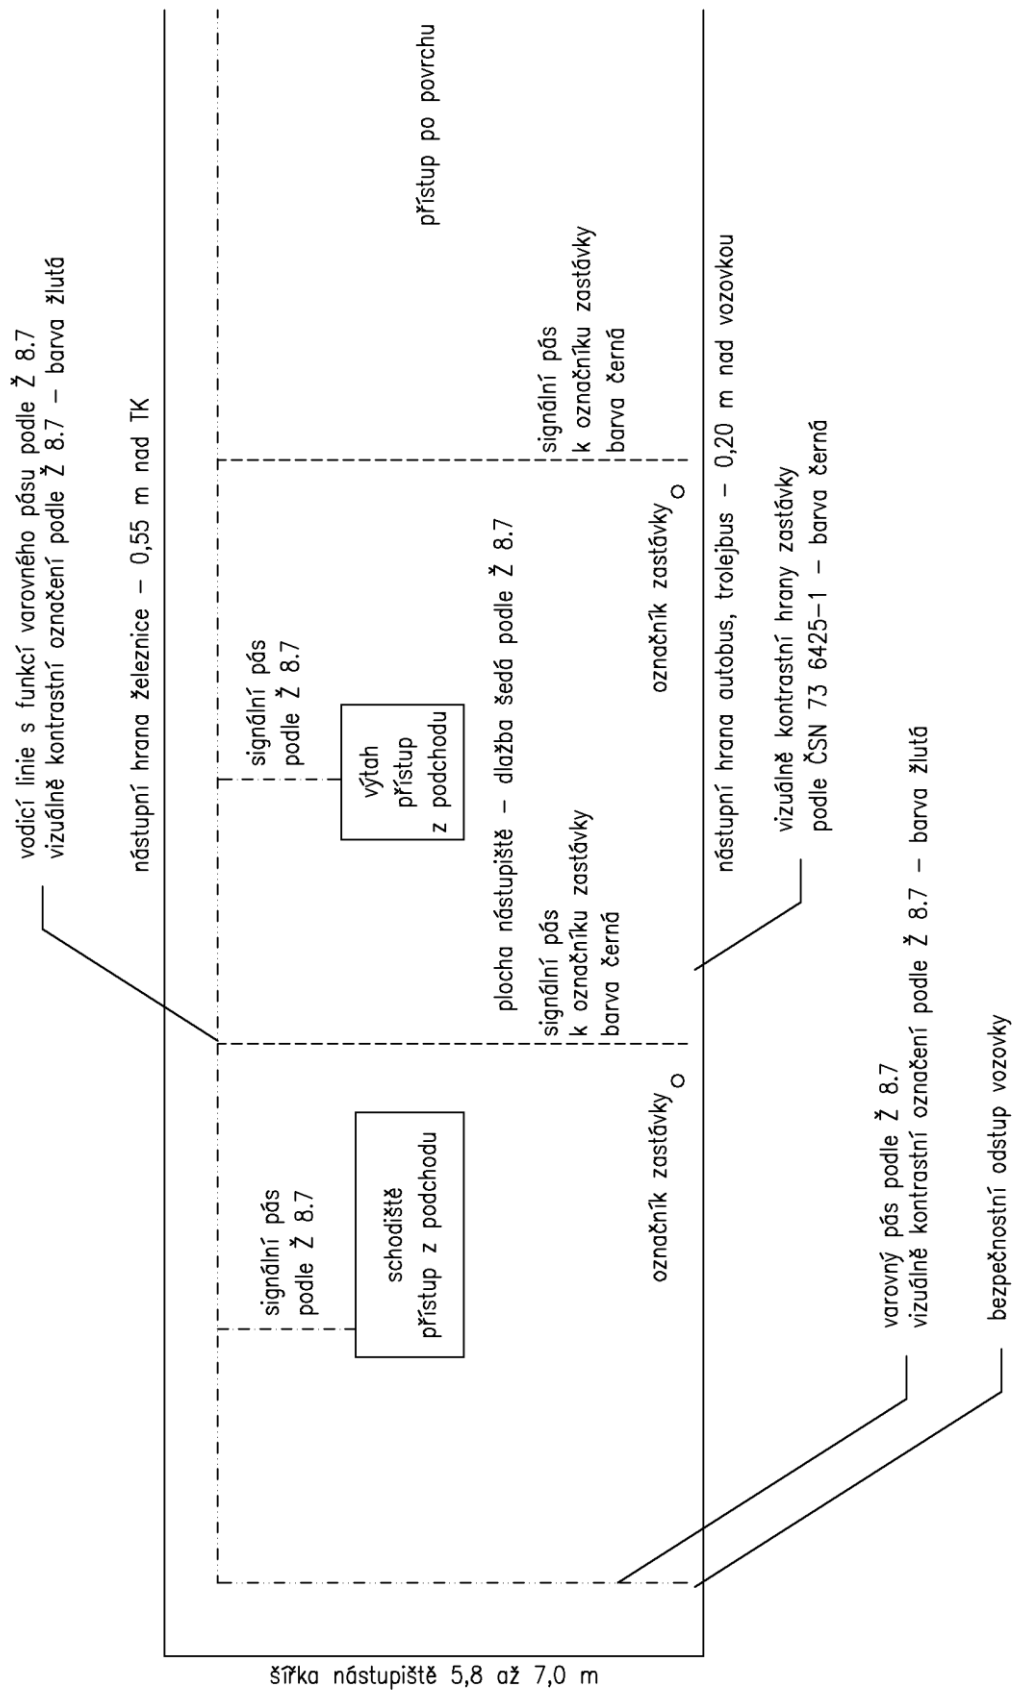 vodicí linie s funkcí varovného pásu podle Ž 8.7
vizuálně kontrastní označení podle Ž 8.7 – barva žlutá
nástupní hrana železnice – 0,55 m nad TK
signální pás
podle Ž 8.7
signální pás
podle Ž 8.7
schodiště
přístup z podchodu
výtah
přístup
z podchodu
přístup po povrchu
plocha nástupiště – dlažba šedá podle Ž 8.7
signální pás
k označníku zastávky
barva černá
signální pás
k označníku zastávky
barva černá
označník zastávky
označník zastávky
nástupní hrana autobus, trolejbus – 0,20 m nad vozovkou
vizuálně kontrastní hrany zastávky
podle ČSN 73 6425–1 – barva černá
varovný pás podle Ž 8.7
vizuálně kontrastní označení podle Ž 8.7 – barva žlutá
bezpečnostní odstup vozovky
šířka nástupiště 5,8 až 7,0 m